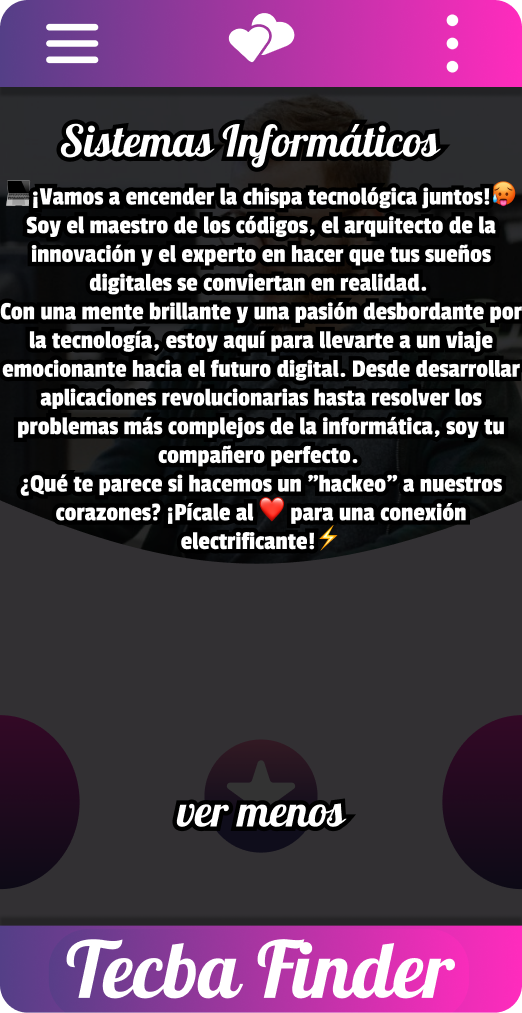 Sistemas Informáticos
💻¡Vamos a encender la chispa tecnológica juntos!🥵
Soy el maestro de los códigos, el arquitecto de la
innovación y el experto en hacer que tus sueños
digitales se conviertan en realidad.
Con una mente brillante y una pasión desbordante por
la tecnología, estoy aquí para llevarte a un viaje
emocionante hacia el futuro digital. Desde desarrollar
aplicaciones revolucionarias hasta resolver los
problemas más complejos de la informática, soy tu
compañero perfecto.
¿Qué te parece si hacemos un "hackeo" a nuestros
corazones? ¡Pícale al ❤️ para una conexión
electrificante!⚡
ver menos
Tecba Finder